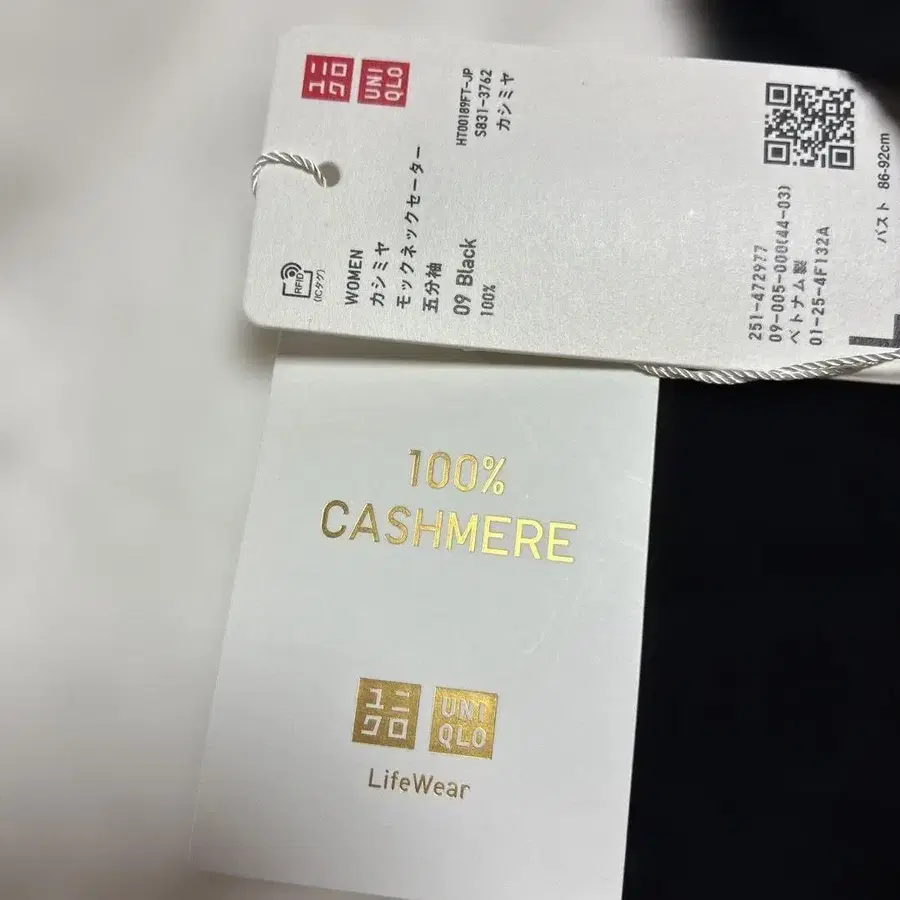 ユニ
クロ
UNI
QLO
HT00189FT-JP
S831-3762
カシミヤ
RFID
(ICタグ)
WOMEN
カシミヤ
モックネックセーター
五分袖
09 Black
100%
251-472977
09-005-000(44-03)
ベトナム製
01-25-4F132A
バスト 86-92cm
L
100%
CASHMERE
ユニ
クロ
UNI
QLO
LifeWear